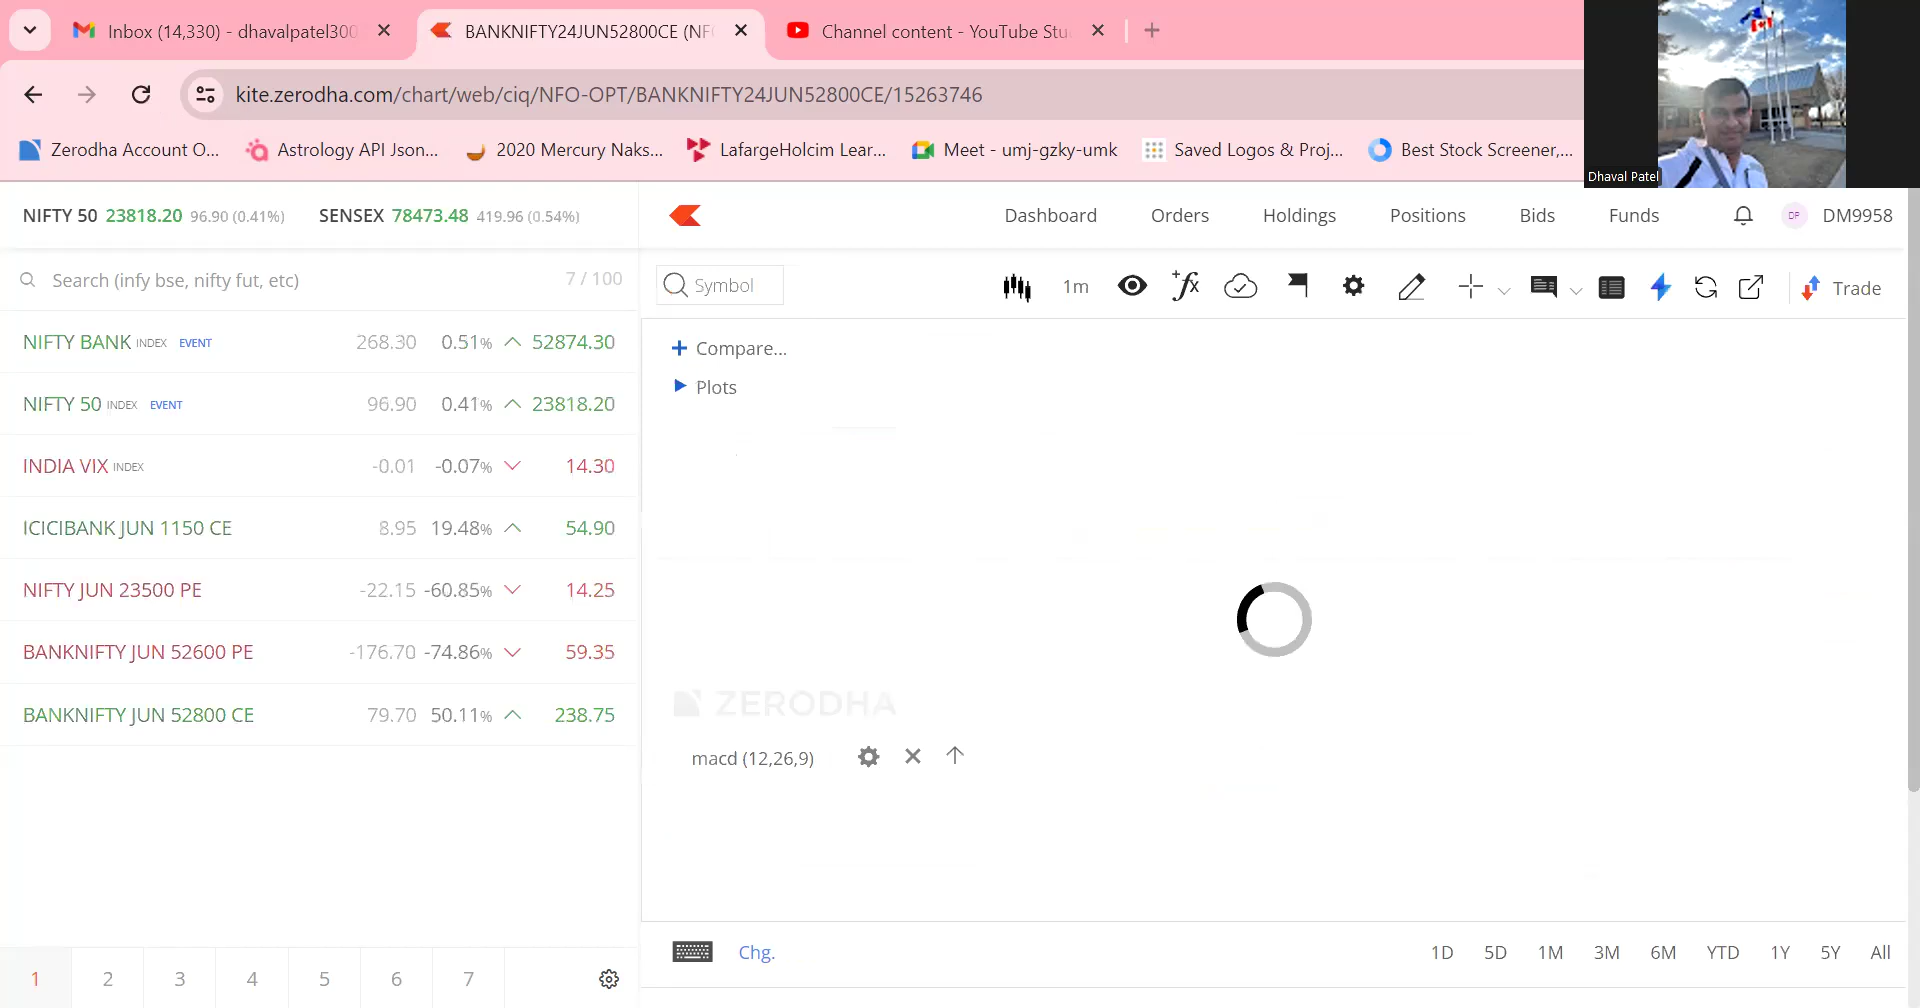 Inbox (14,330) - dhavalpatel300
BANKNIFTY24JUN52800CE (NF
Channel content - YouTube Stu
kite.zerodha.com/chart/web/ciq/NFO-OPT/BANKNIFTY24JUN52800CE/15263746
Zerodha Account O... Astrology API Json... 2020 Mercury Naks... LafargeHolcim Lear... Meet - umj-gzky-umk Saved Logos & Proj... Best Stock Screener,...
Dhaval Patel
NIFTY 50 23818.20 96.90 (0.41%) SENSEX 78473.48 419.96 (0.54%)
Dashboard Orders Holdings Positions Bids Funds DP DM9958
Search (infy bse, nifty fut, etc) 7 / 100
Symbol 1m Trade
NIFTY BANK INDEX EVENT 268.30 0.51% 52874.30
Compare...
Plots
NIFTY 50 INDEX EVENT 96.90 0.41% 23818.20
INDIA VIX INDEX -0.01 -0.07% 14.30
ICICIBANK JUN 1150 CE 8.95 19.48% 54.90
NIFTY JUN 23500 PE -22.15 -60.85% 14.25
BANKNIFTY JUN 52600 PE -176.70 -74.86% 59.35
BANKNIFTY JUN 52800 CE 79.70 50.11% 238.75
ZERODHA
macd (12,26,9)
Chg. 1D 5D 1M 3M 6M YTD 1Y 5Y All
1 2 3 4 5 6 7